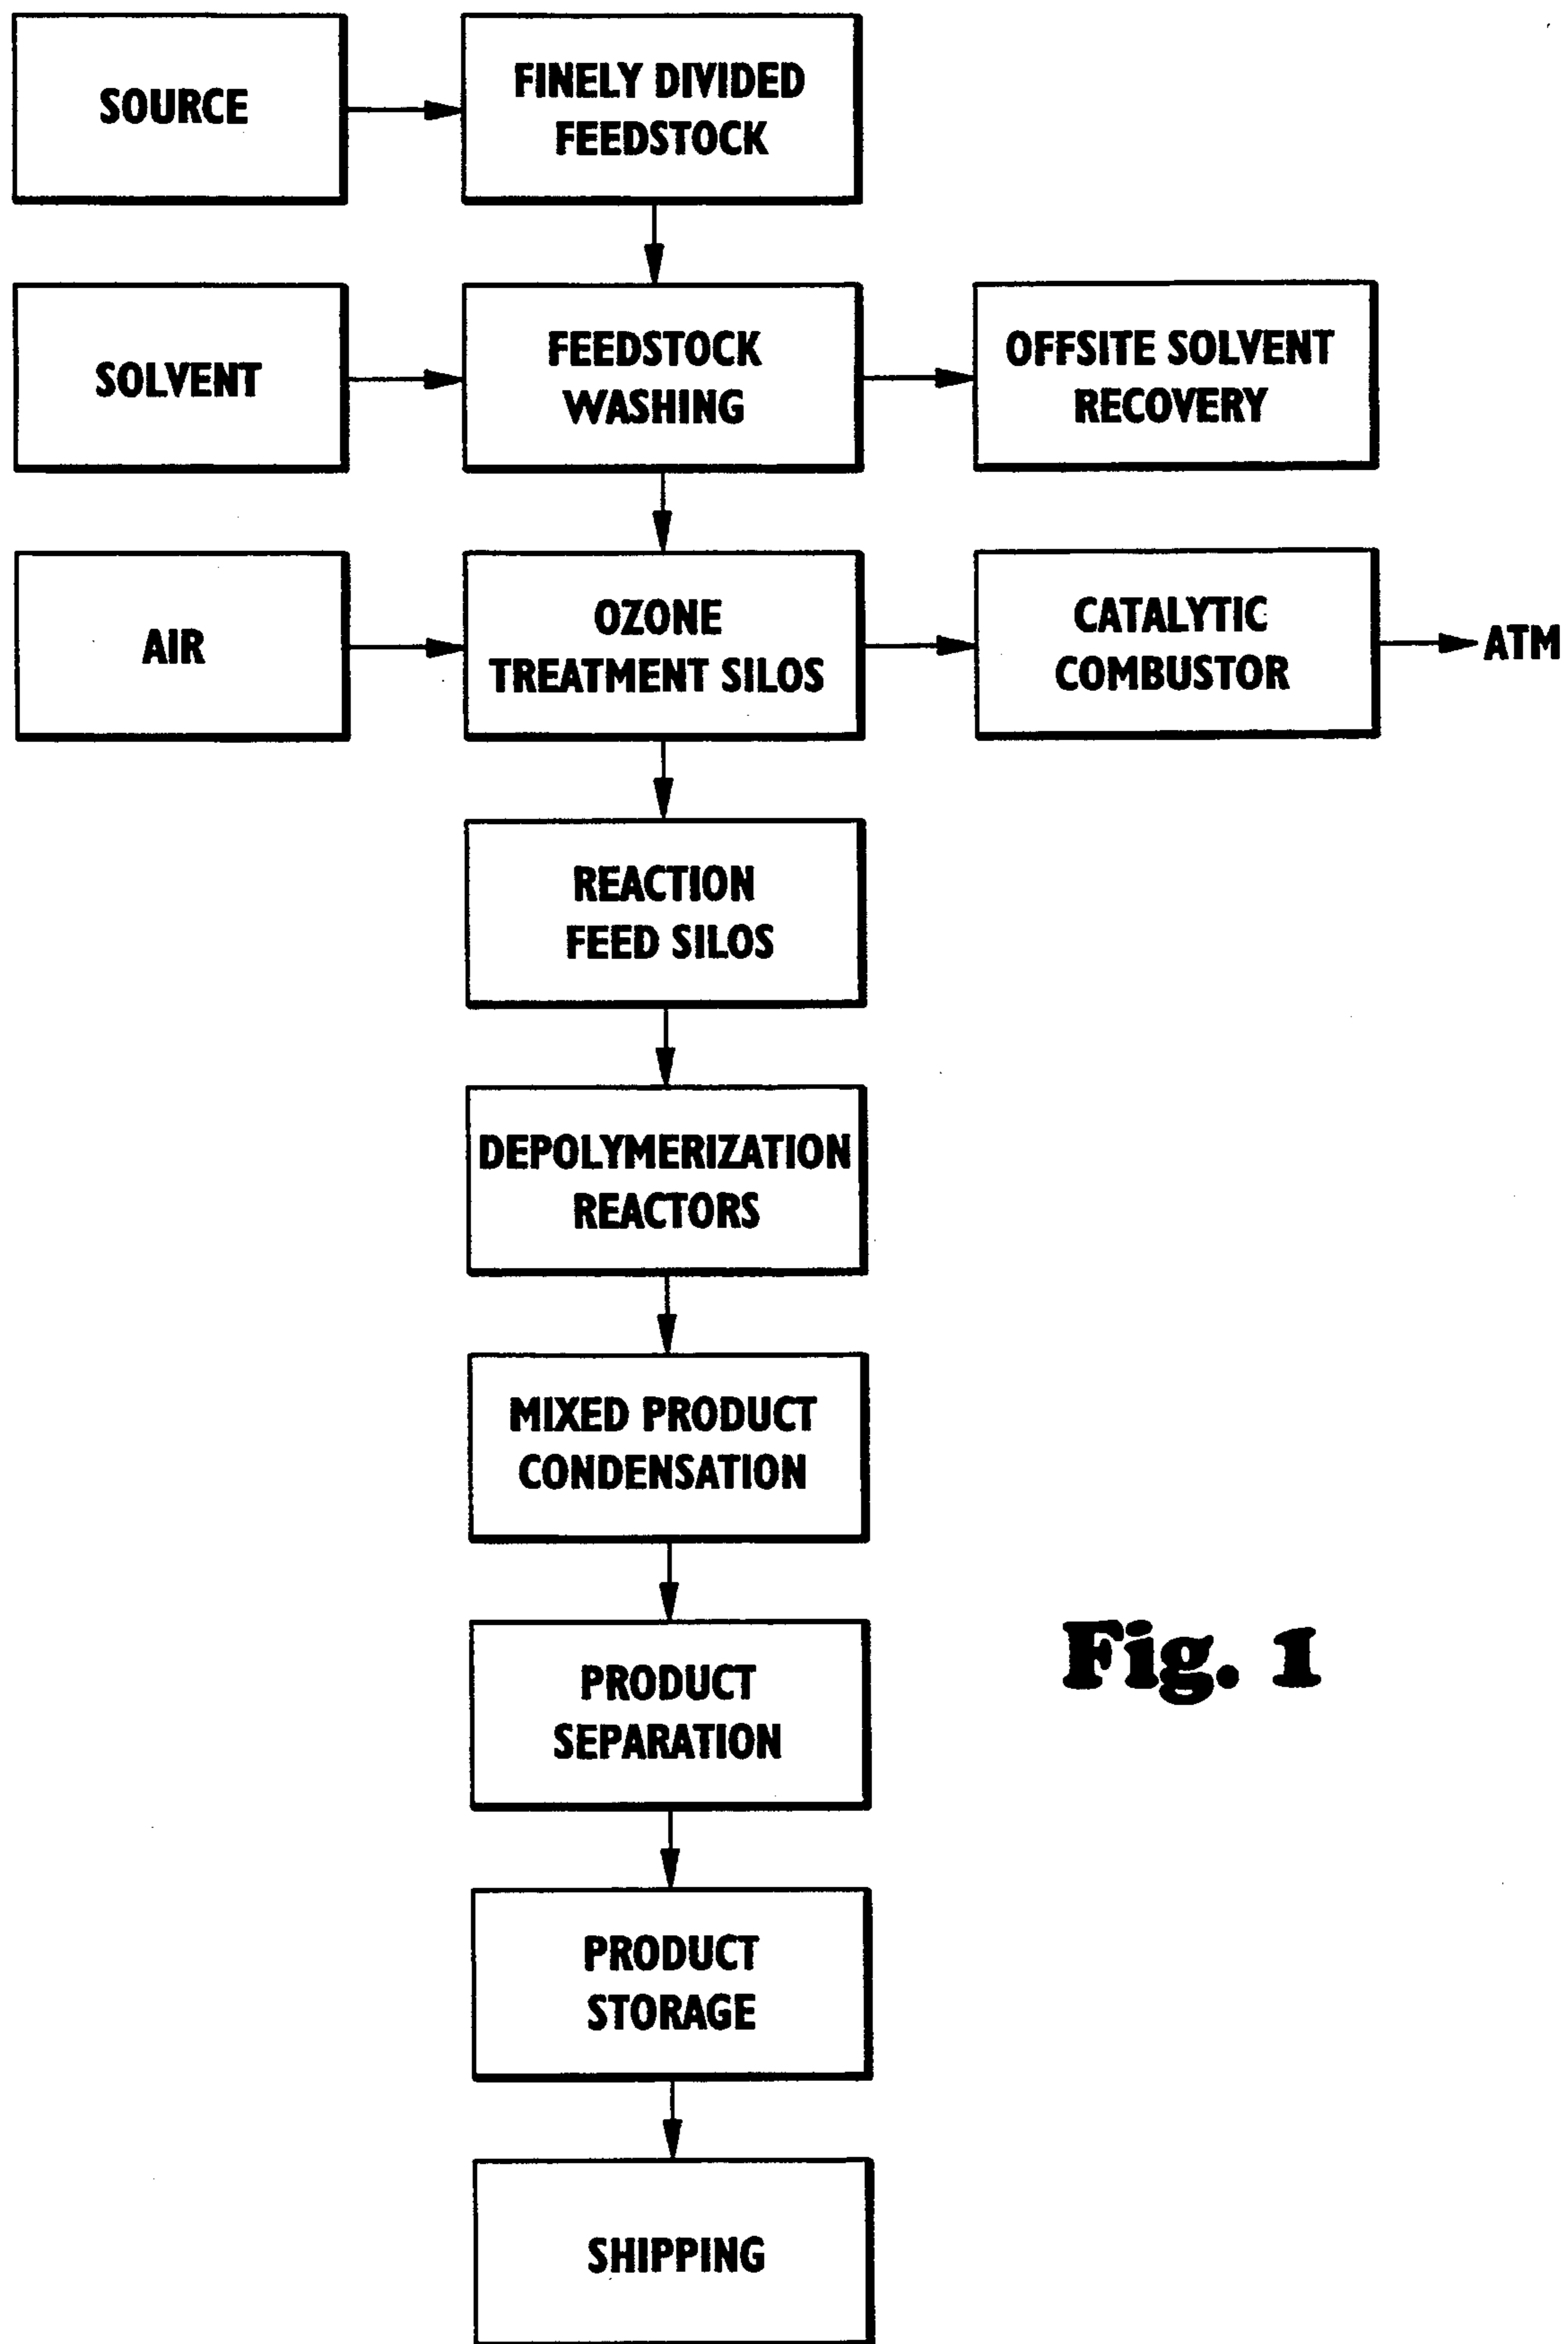 SOURCE
FINELY DIVIDED
FEEDSTOCK
SOLVENT
FEEDSTOCK
WASHING
OFFSITE SOLVENT
RECOVERY
AIR
OZONE
TREATMENT SILOS
CATALYTIC
COMBUSTOR
ATM
REACTION
FEED SILOS
DEPOLYMERIZATION
REACTORS
MIXED PRODUCT
CONDENSATION
PRODUCT
SEPARATION
Fig. 1
PRODUCT
STORAGE
SHIPPING